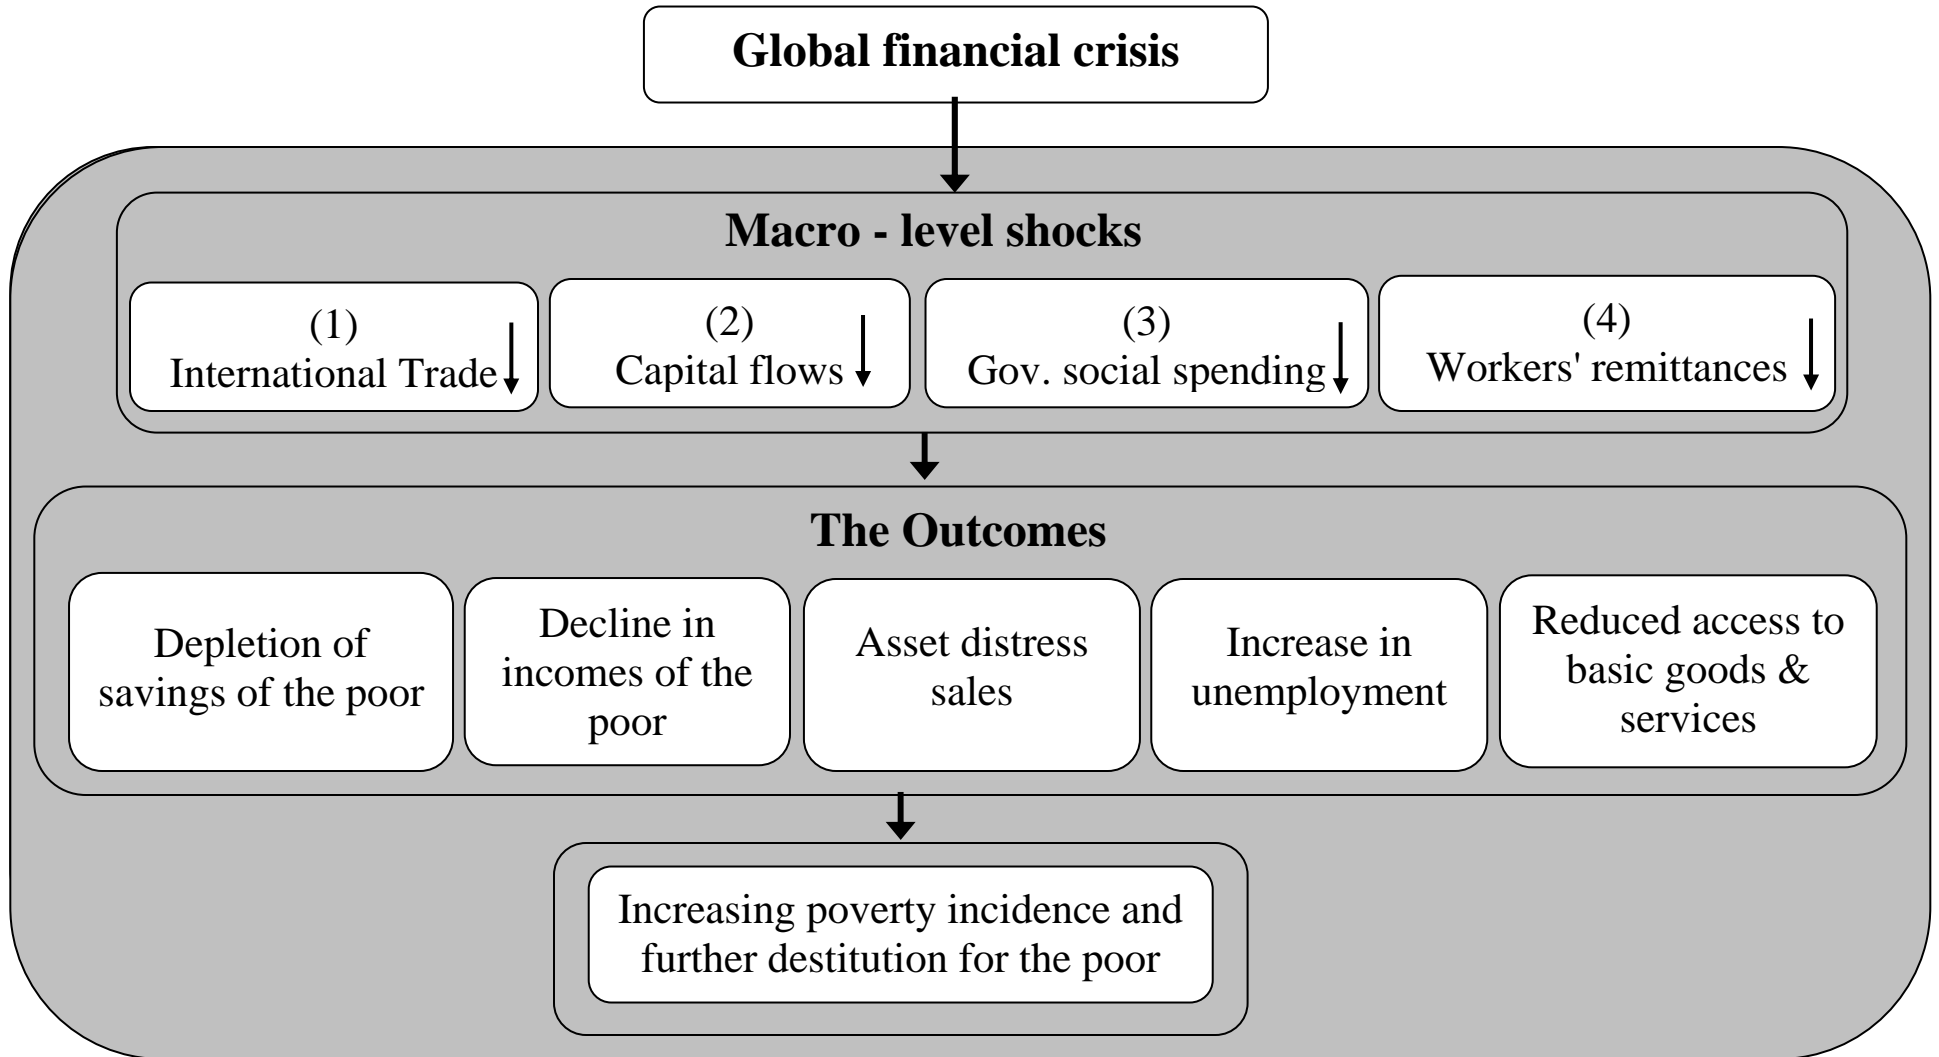 Global financial crisis
Macro - level shocks
(1)
International Trade
(2)
Capital flows
(3)
Gov. social spending
(4)
Workers' remittances
The Outcomes
Depletion of
savings of the poor
Decline in
incomes of the
poor
Asset distress
sales
Increase in
unemployment
Reduced access to
basic goods &
services
Increasing poverty incidence and
further destitution for the poor